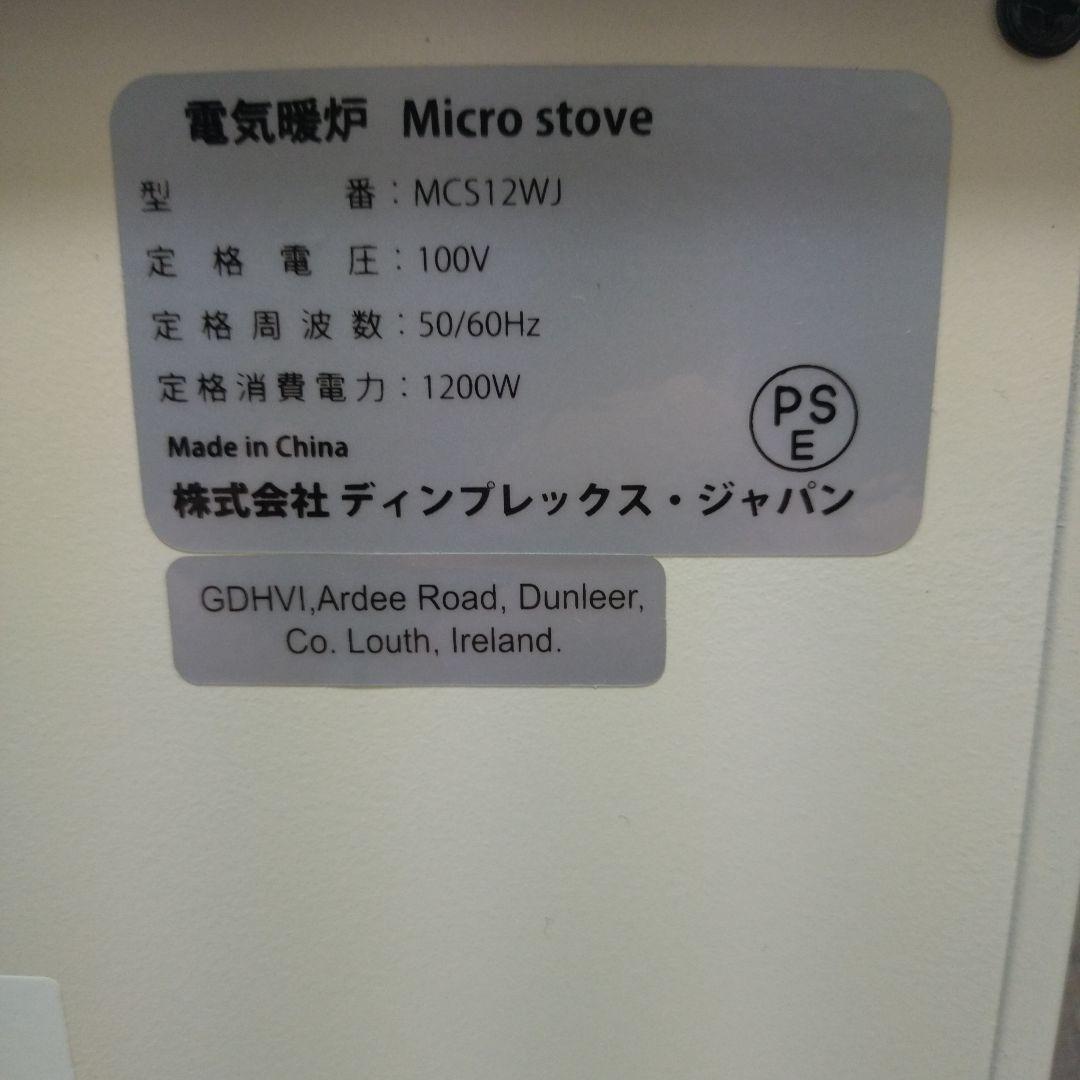 電気暖炉 Micro stove
型番：MCS12WJ
定格電圧：100V
定格周波数：50/60Hz
定格消費電力：1200W
PS
E
Made in China
株式会社 ディンプレックス・ジャパン
GDHVI,Ardee Road, Dunleer,
Co. Louth, Ireland.